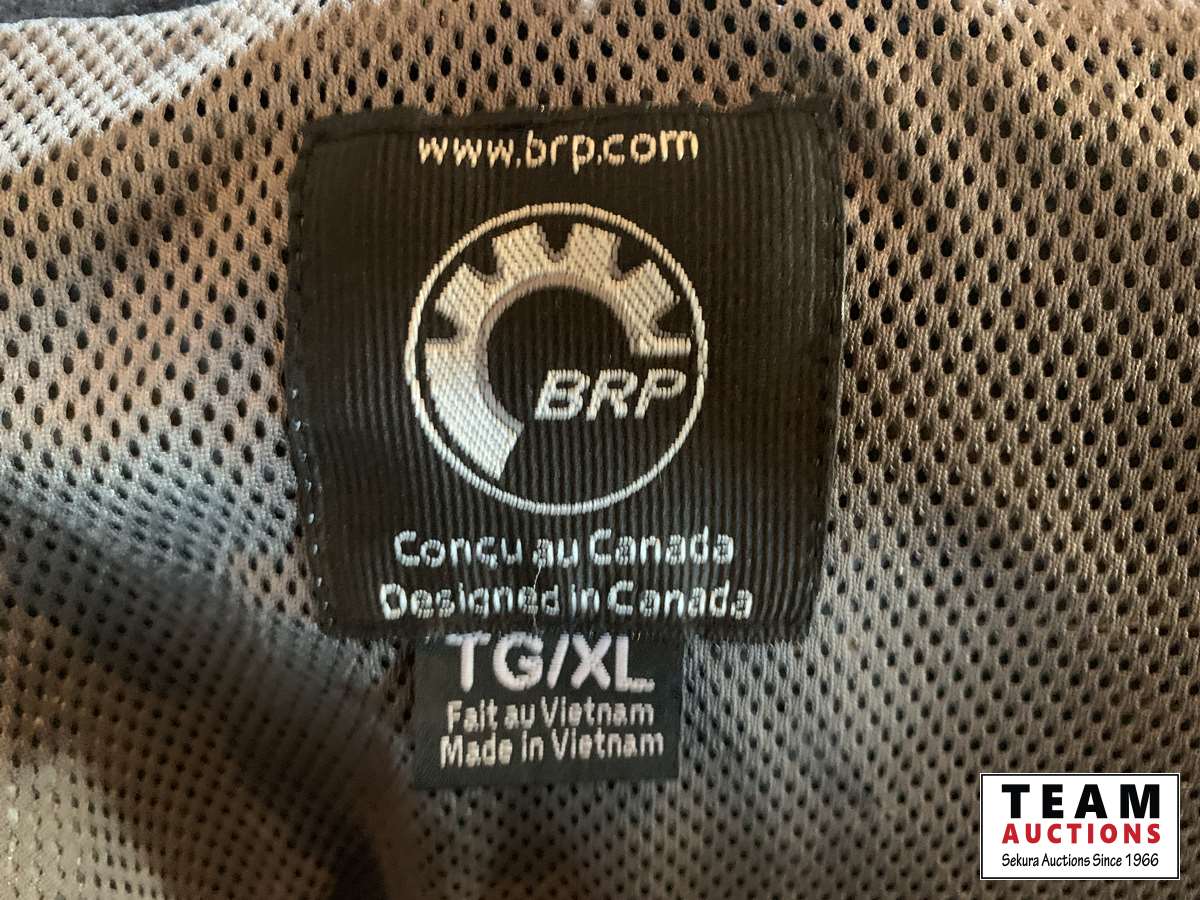 www.brp.com
BRP
Conçu au Canada
Designed in Canada
TG/XL
Fait au Vietnam
Made in Vietnam
TEAM
AUCTIONS
Sekura Auctions Since 1966